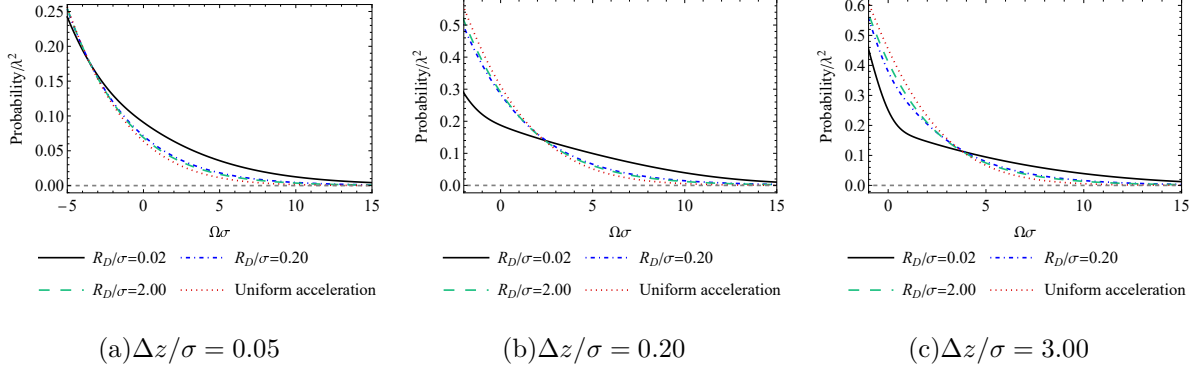 0.25
0.20
0.15
0.10
0.05
0.00
Probability/λ²
−5 0 5 10 15
Ωσ
R_D/σ=0.02 R_D/σ=0.20
R_D/σ=2.00 Uniform acceleration
(a)Δz/σ = 0.05
0.5
0.4
0.3
0.2
0.1
0.0
Probability/λ²
0 5 10 15
Ωσ
R_D/σ=0.02 R_D/σ=0.20
R_D/σ=2.00 Uniform acceleration
(b)Δz/σ = 0.20
0.6
0.5
0.4
0.3
0.2
0.1
0.0
Probability/λ²
0 5 10 15
Ωσ
R_D/σ=0.02 R_D/σ=0.20
R_D/σ=2.00 Uniform acceleration
(c)Δz/σ = 3.00